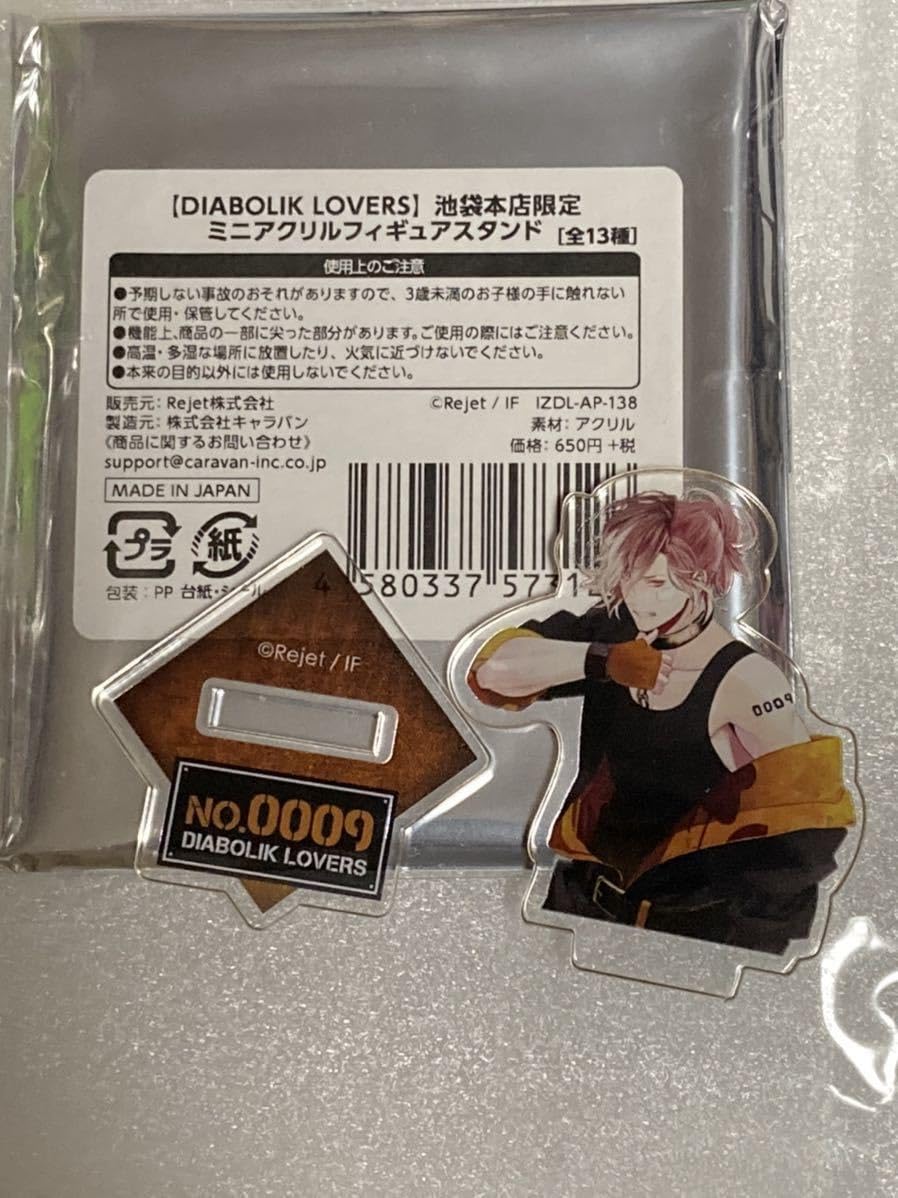 【DIABOLIK LOVERS】池袋本店限定
ミニアクリルフィギュアスタンド [全13種]
使用上のご注意
●予期しない事故のおそれがありますので、3歳未満のお子様の手に触れない
所で使用・保管してください。
●機能上、商品の一部に尖った部分があります。ご使用の際にはご注意ください。
●高温・多湿な場所に放置したり、火気に近づけないでください。
●本来の目的以外には使用しないでください。
販売元：Rejet株式会社
©Rejet / IF IZDL-AP-138
製造元：株式会社キャラバン
素材：アクリル
《商品に関するお問い合わせ》
価格：650円 +税
support@caravan-inc.co.jp
MADE IN JAPAN
プラ
紙
包装：PP 台紙・シール
4 580337 5731
©Rejet / IF
NO.0009
DIABOLIK LOVERS
0009